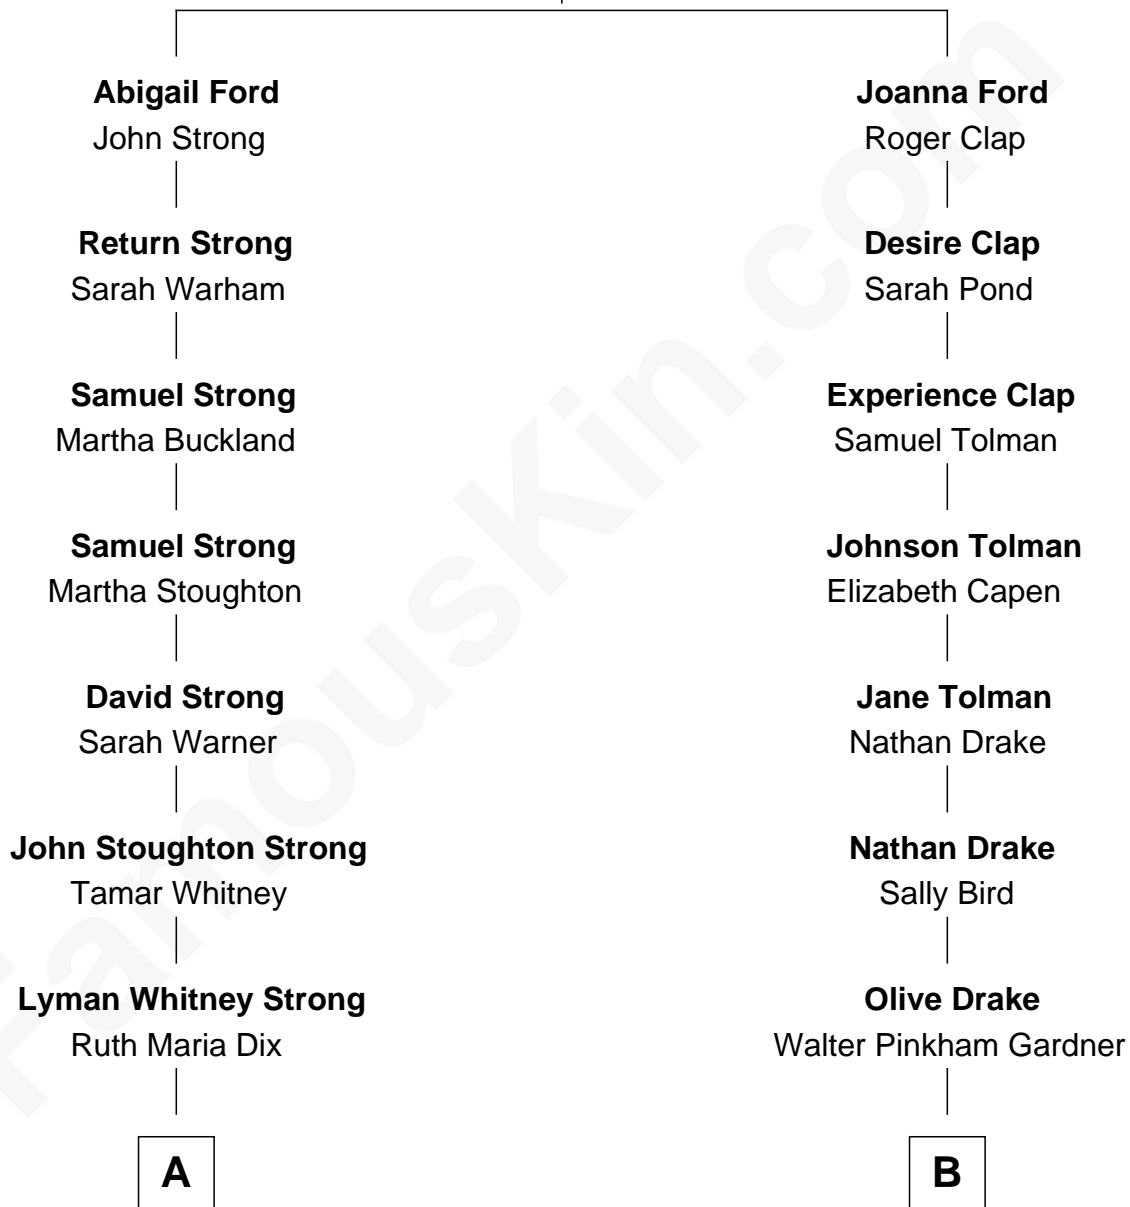 Abigail Ford
John Strong
Return Strong
Sarah Warham
Samuel Strong
Martha Buckland
Samuel Strong
Martha Stoughton
David Strong
Sarah Warner
John Stoughton Strong
Tamar Whitney
Lyman Whitney Strong
Ruth Maria Dix
A
Joanna Ford
Roger Clap
Desire Clap
Sarah Pond
Experience Clap
Samuel Tolman
Johnson Tolman
Elizabeth Capen
Jane Tolman
Nathan Drake
Nathan Drake
Sally Bird
Olive Drake
Walter Pinkham Gardner
B
FamousKin.com